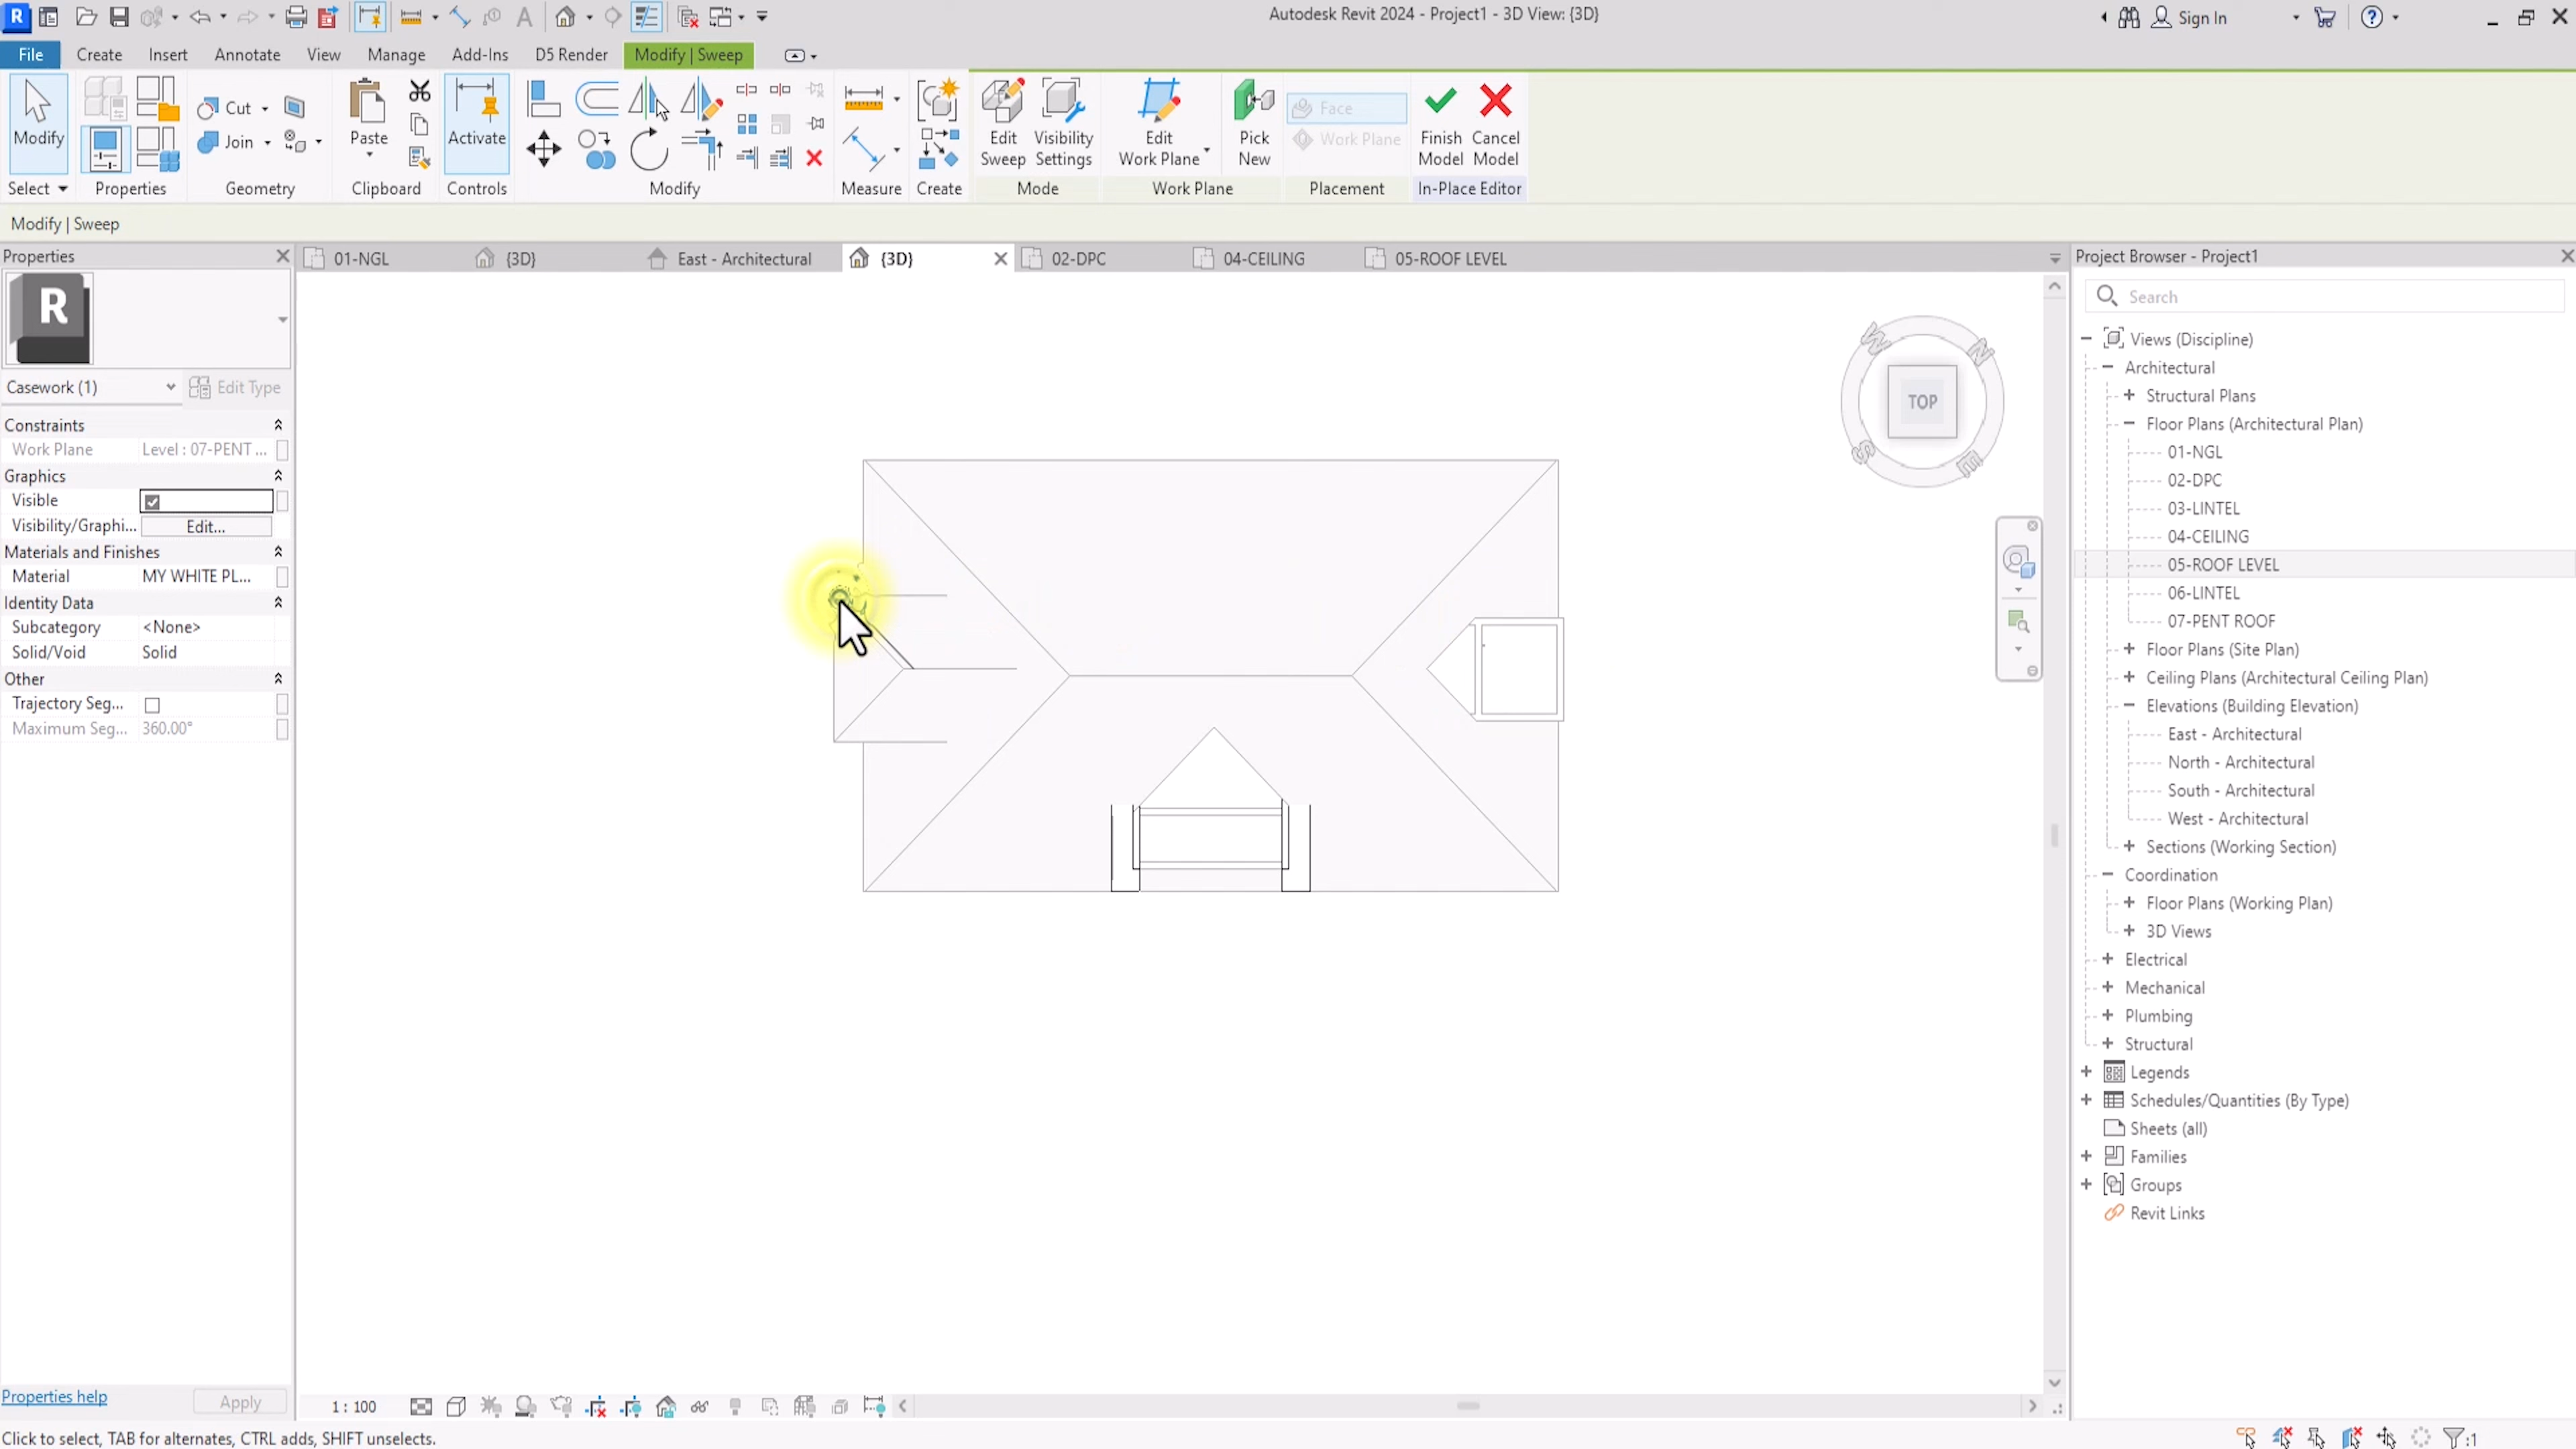 Autodesk Revit 2024 - Project1 - 3D View: {3D}
Sign In
File Create Insert Annotate View Manage Add-Ins D5 Render Modify | Sweep
Modify
Cut
Join
Paste
Activate
Edit Sweep
Visibility Settings
Edit Work Plane
Pick New
Face
Work Plane
Finish Model
Cancel Model
Select Properties Geometry Clipboard Controls Modify Measure Create Mode Work Plane Placement In-Place Editor
Modify | Sweep
Properties
01-NGL {3D} East - Architectural {3D} 02-DPC 04-CEILING 05-ROOF LEVEL
Project Browser - Project1
R
Casework (1) Edit Type
Constraints
Work Plane Level : 07-PENT ...
Graphics
Visible
Visibility/Graphi... Edit...
Materials and Finishes
Material MY WHITE PL...
Identity Data
Subcategory <None>
Solid/Void Solid
Other
Trajectory Seg...
Maximum Seg... 360.00°
Properties help Apply
W N
TOP
S E
Search
Views (Discipline)
Architectural
Structural Plans
Floor Plans (Architectural Plan)
01-NGL
02-DPC
03-LINTEL
04-CEILING
05-ROOF LEVEL
06-LINTEL
07-PENT ROOF
Floor Plans (Site Plan)
Ceiling Plans (Architectural Ceiling Plan)
Elevations (Building Elevation)
East - Architectural
North - Architectural
South - Architectural
West - Architectural
Sections (Working Section)
Coordination
Floor Plans (Working Plan)
3D Views
Electrical
Mechanical
Plumbing
Structural
Legends
Schedules/Quantities (By Type)
Sheets (all)
Families
Groups
Revit Links
1 : 100
Click to select, TAB for alternates, CTRL adds, SHIFT unselects.
:1